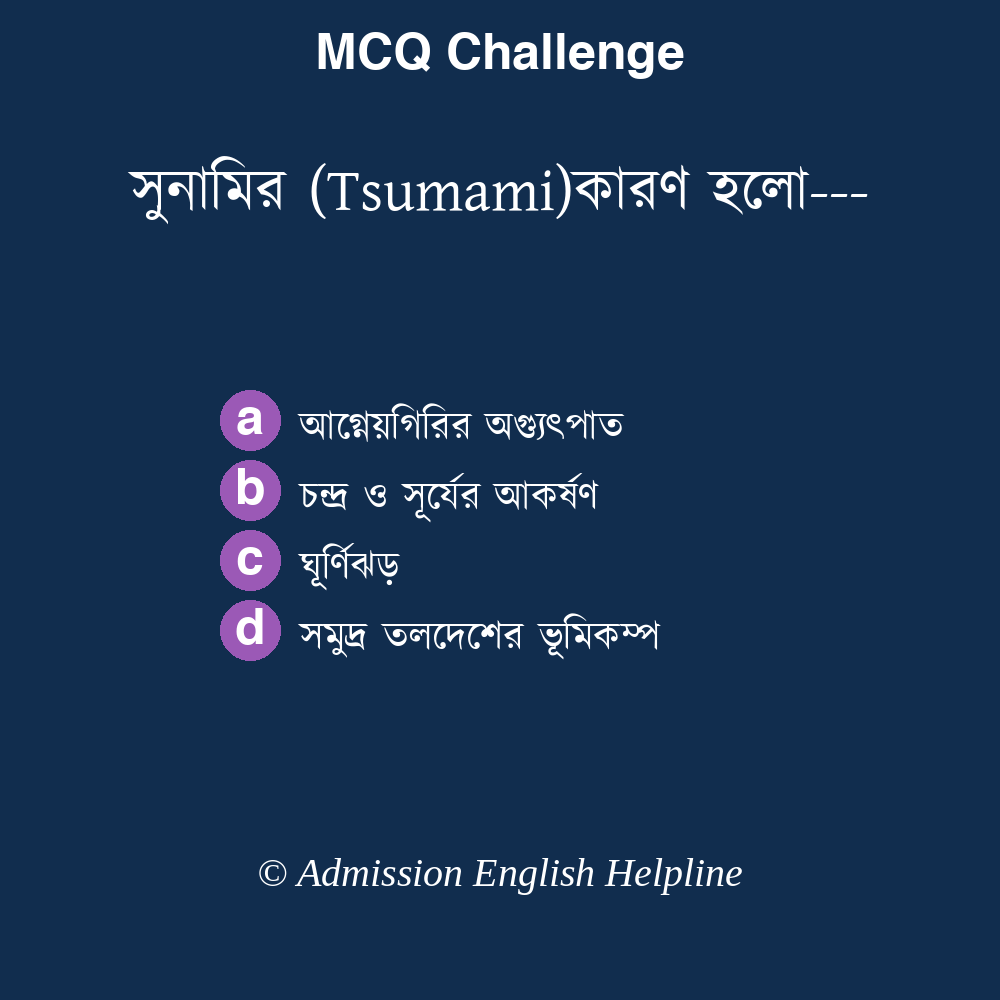 MCQ Challenge
সুনামির (Tsumami)কারণ হলো---
a আগ্নেয়গিরির অগ্ন্যুৎপাত
b চন্দ্র ও সূর্যের আকর্ষণ
c ঘূর্ণিঝড়
d সমুদ্র তলদেশের ভূমিকম্প
© Admission English Helpline